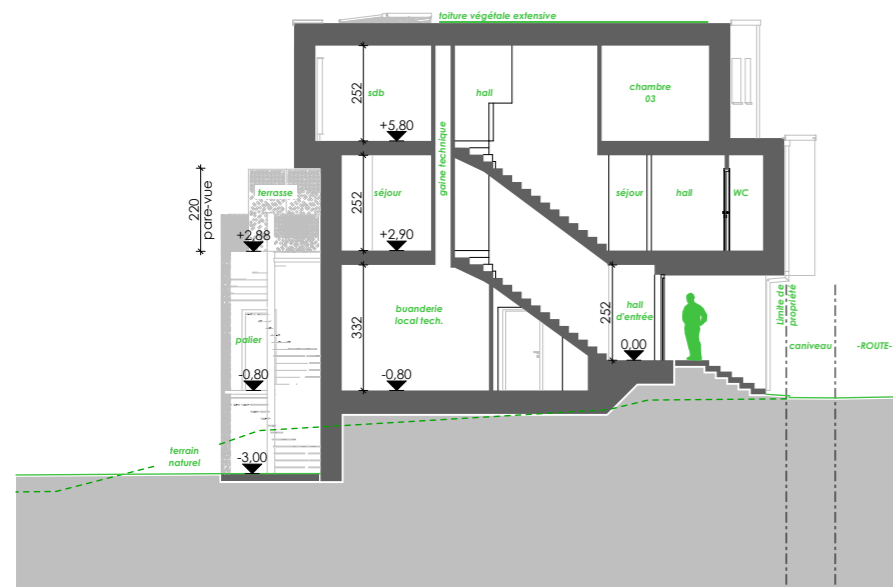 toiture végétale extensive
252
sdb
hall
chambre
03
+5,80
gaine technique
220
pare-vue
terrasse
252
séjour
séjour
hall
WC
+2,88
+2,90
332
buanderie
local tech.
252
hall
d'entrée
Limite de
propriété
palier
0,00
caniveau
-ROUTE-
-0,80
-0,80
terrain
naturel
-3,00